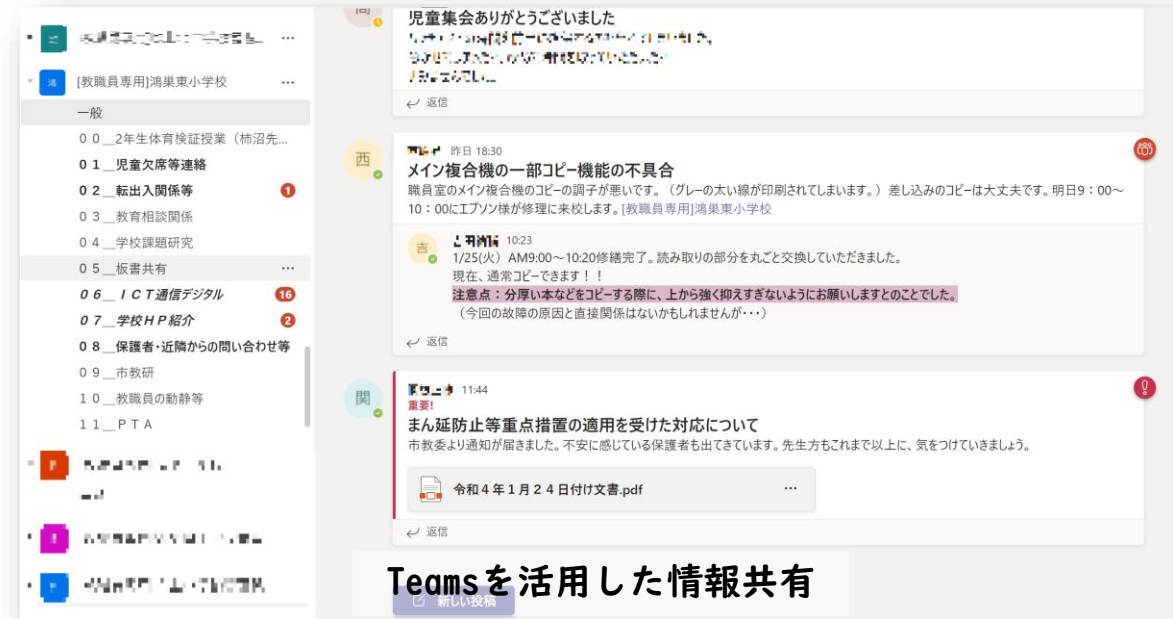 [教職員専用]鴻巣東小学校
一般
００＿2年生体育検証授業（柿沼先...
０１＿児童欠席等連絡
０２＿転出入関係等 1
０３＿教育相談関係
０４＿学校課題研究
０５＿板書共有
０６＿ＩＣＴ通信デジタル 16
０７＿学校ＨＰ紹介 2
０８＿保護者・近隣からの問い合わせ等
０９＿市教研
１０＿教職員の動静等
１１＿ＰＴＡ
児童集会ありがとうございました
返信
西
昨日 18:30
メイン複合機の一部コピー機能の不具合
職員室のメイン複合機のコピーの調子が悪いです。（グレーの太い線が印刷されてしまいます。）差し込みのコピーは大丈夫です。明日9：00～
10：00にエプソン様が修理に来校します。[教職員専用]鴻巣東小学校
吉
10:23
1/25(火) AM9:00～10:20修繕完了。読み取りの部分を丸ごと交換していただきました。
現在、通常コピーできます！！
注意点：分厚い本などをコピーする際に、上から強く抑えすぎないようにお願いしますとのことでした。
（今回の故障の原因と直接関係はないかもしれませんが・・・）
返信
関
11:44
重要!
まん延防止等重点措置の適用を受けた対応について
市教委より通知が届きました。不安に感じている保護者も出てきています。先生方もこれまで以上に、気をつけていきましょう。
令和４年１月２４日付け文書.pdf
返信
Teamsを活用した情報共有
新しい投稿